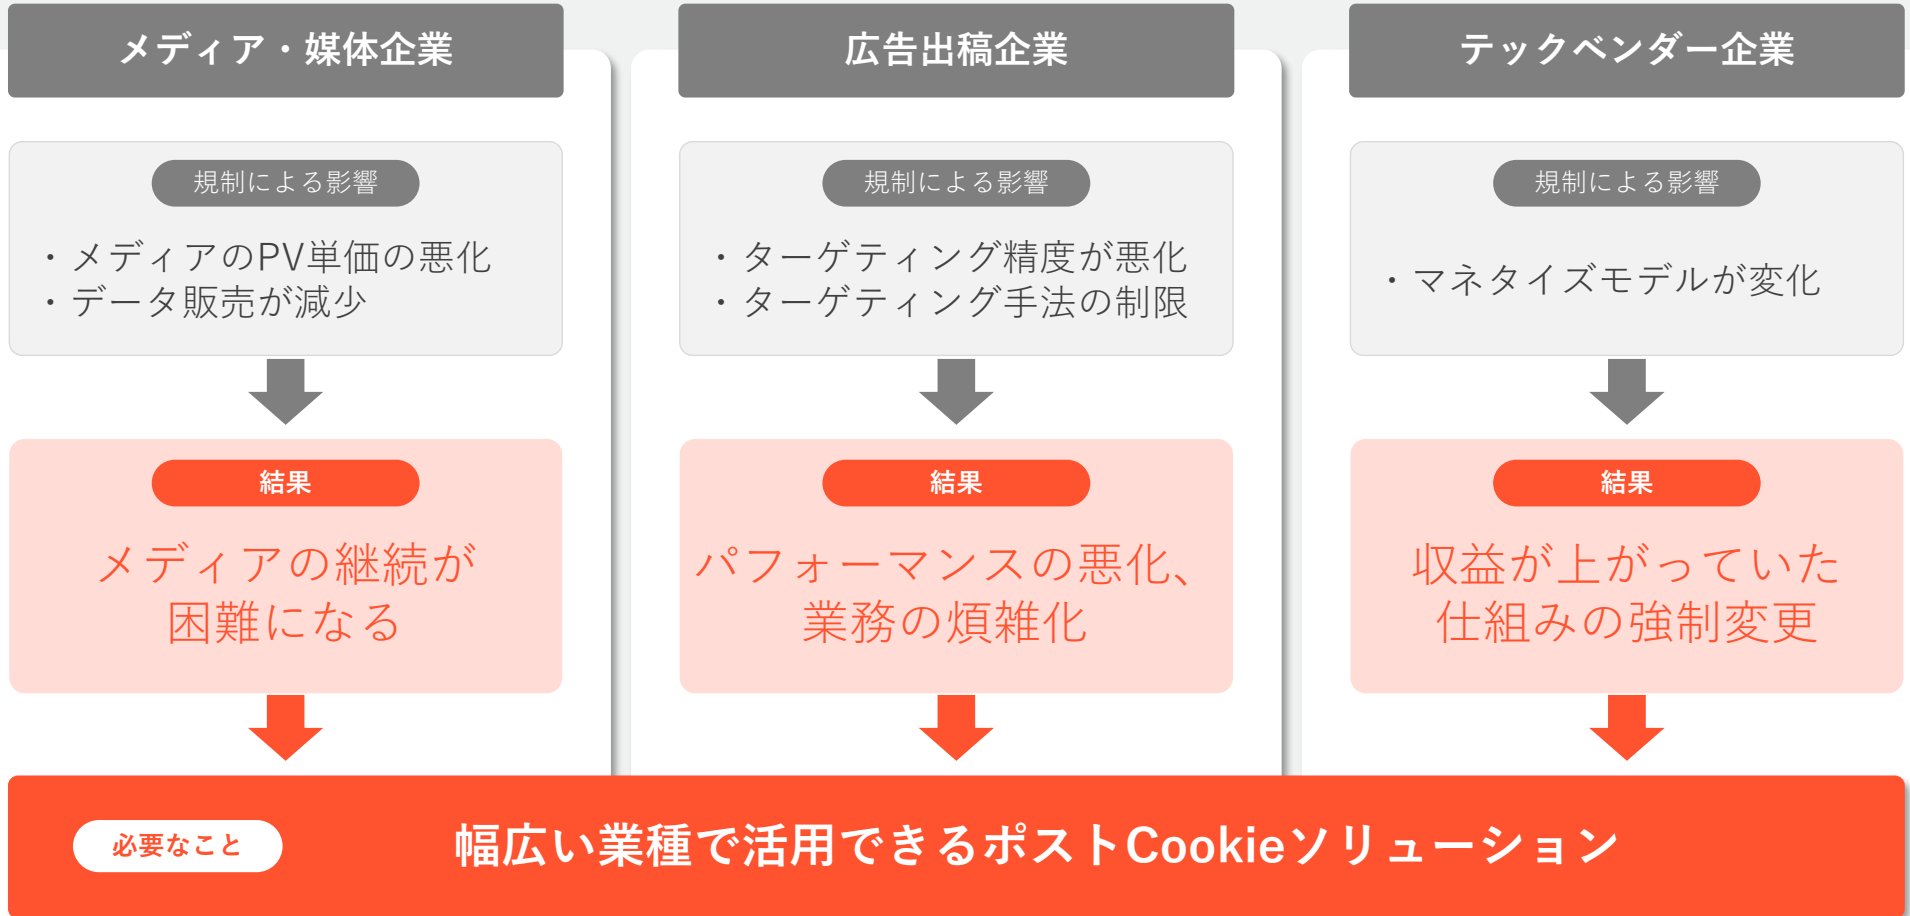 メディア・媒体企業
規制による影響
・メディアのPV単価の悪化
・データ販売が減少
結果
メディアの継続が
困難になる
広告出稿企業
規制による影響
・ターゲティング精度が悪化
・ターゲティング手法の制限
結果
パフォーマンスの悪化、
業務の煩雑化
テックベンダー企業
規制による影響
・マネタイズモデルが変化
結果
収益が上がっていた
仕組みの強制変更
必要なこと
幅広い業種で活用できるポストCookieソリューション